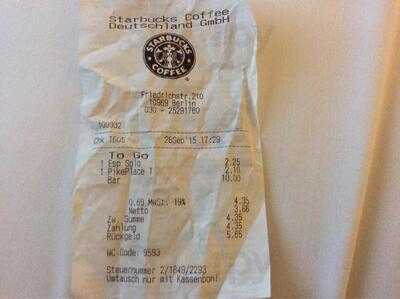 Starbucks Coffee
Deutschland GmbH
STARBUCKS
COFFEE
Friedrichstr.210
10969 Berlin
030 - 25291780
100932
Chk 1605 26Sep'15 17:29
To Go
1 Esp Solo 2.25
1 PikePlace T 2.10
Bar 10.00
0.69 MwSt. 19% 4.35
Netto 3.66
Zw. Summe 4.35
Zahlung 4.35
Rückgeld 5.65
WC Code: 9593
Steuernummer 2/1849/2293
Umtausch nur mit Kassenbon!